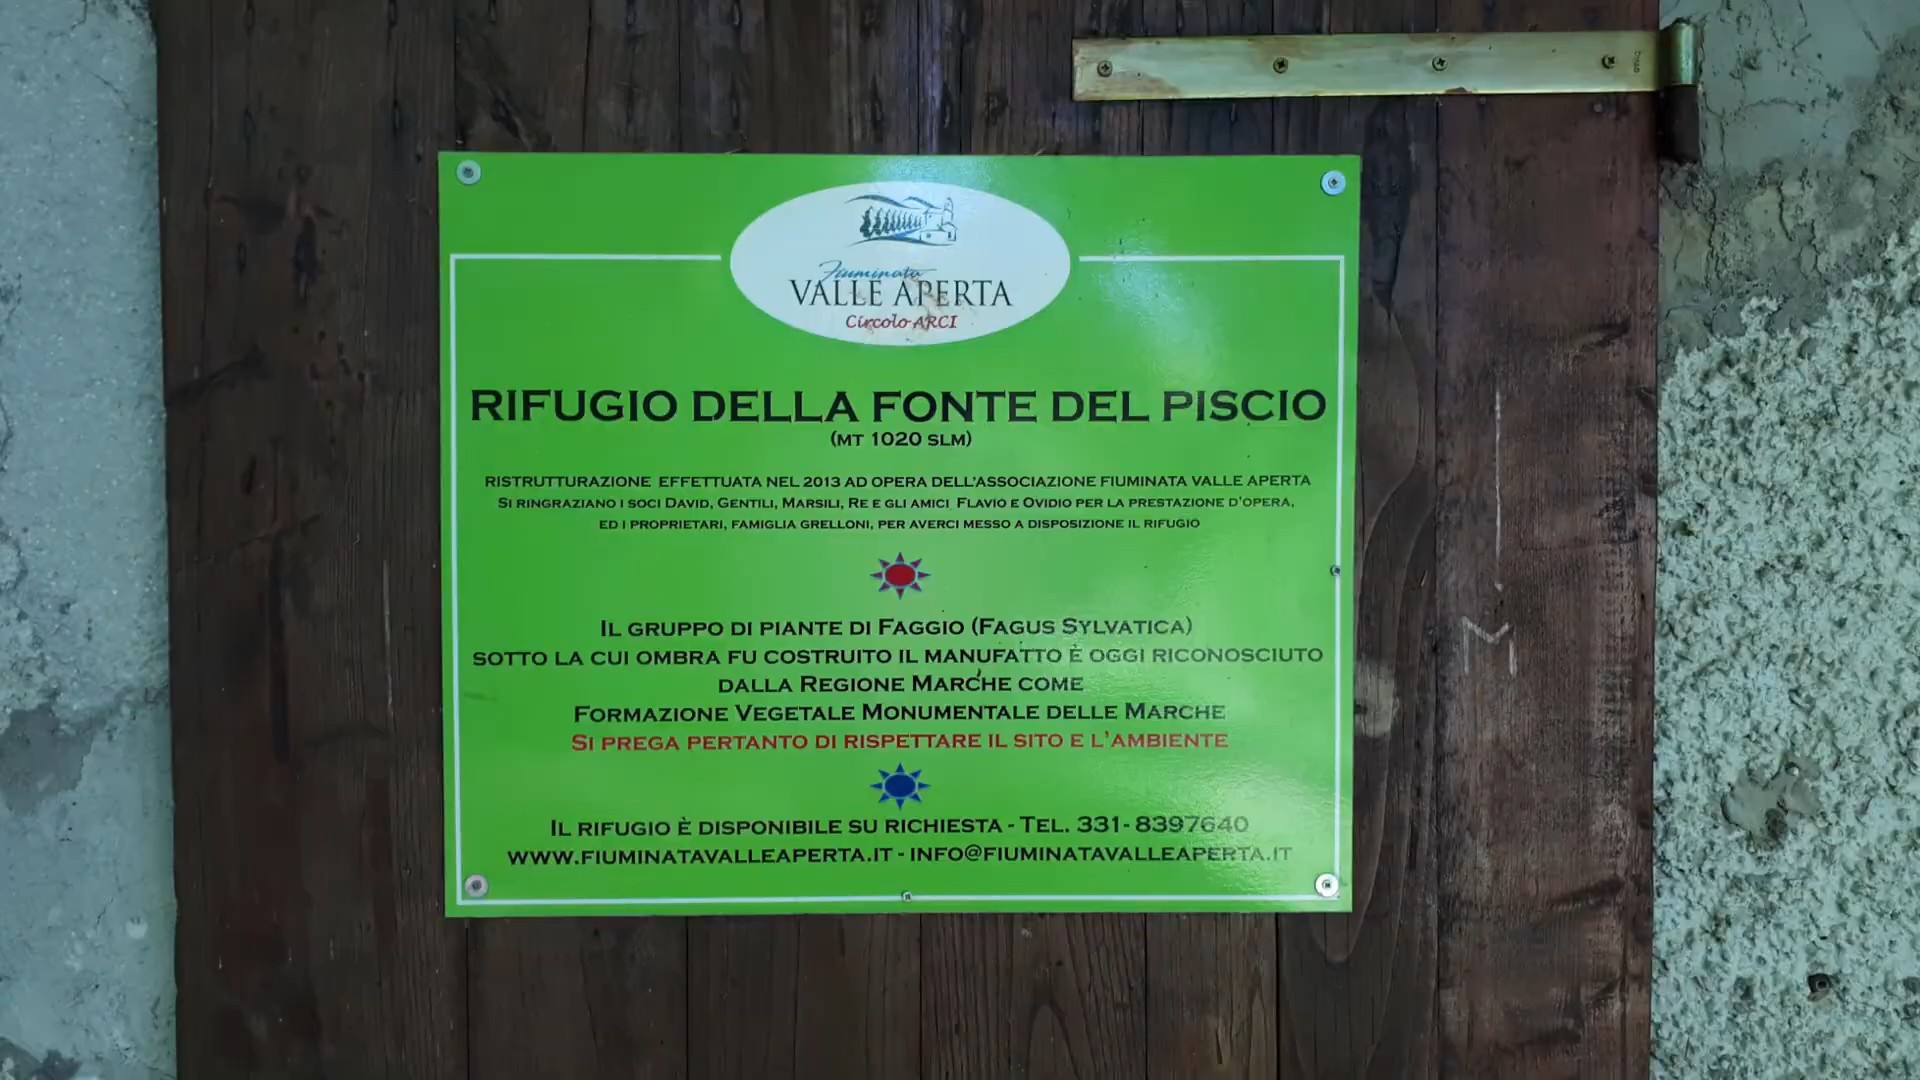 Fiuminata
VALLE APERTA
Circolo ARCI
RIFUGIO DELLA FONTE DEL PISCIO
(MT 1020 SLM)
RISTRUTTURAZIONE EFFETTUATA NEL 2013 AD OPERA DELL'ASSOCIAZIONE FIUMINATA VALLE APERTA
SI RINGRAZIANO I SOCI DAVID, GENTILI, MARSILI, RE E GLI AMICI FLAVIO E OVIDIO PER LA PRESTAZIONE D'OPERA,
ED I PROPRIETARI, FAMIGLIA GRELLONI, PER AVERCI MESSO A DISPOSIZIONE IL RIFUGIO
IL GRUPPO DI PIANTE DI FAGGIO (FAGUS SYLVATICA)
SOTTO LA CUI OMBRA FU COSTRUITO IL MANUFATTO È OGGI RICONOSCIUTO
DALLA REGIONE MARCHE COME
FORMAZIONE VEGETALE MONUMENTALE DELLE MARCHE
SI PREGA PERTANTO DI RISPETTARE IL SITO E L'AMBIENTE
IL RIFUGIO È DISPONIBILE SU RICHIESTA - TEL. 331- 8397640
WWW.FIUMINATAVALLEAPERTA.IT - INFO@FIUMINATAVALLEAPERTA.IT